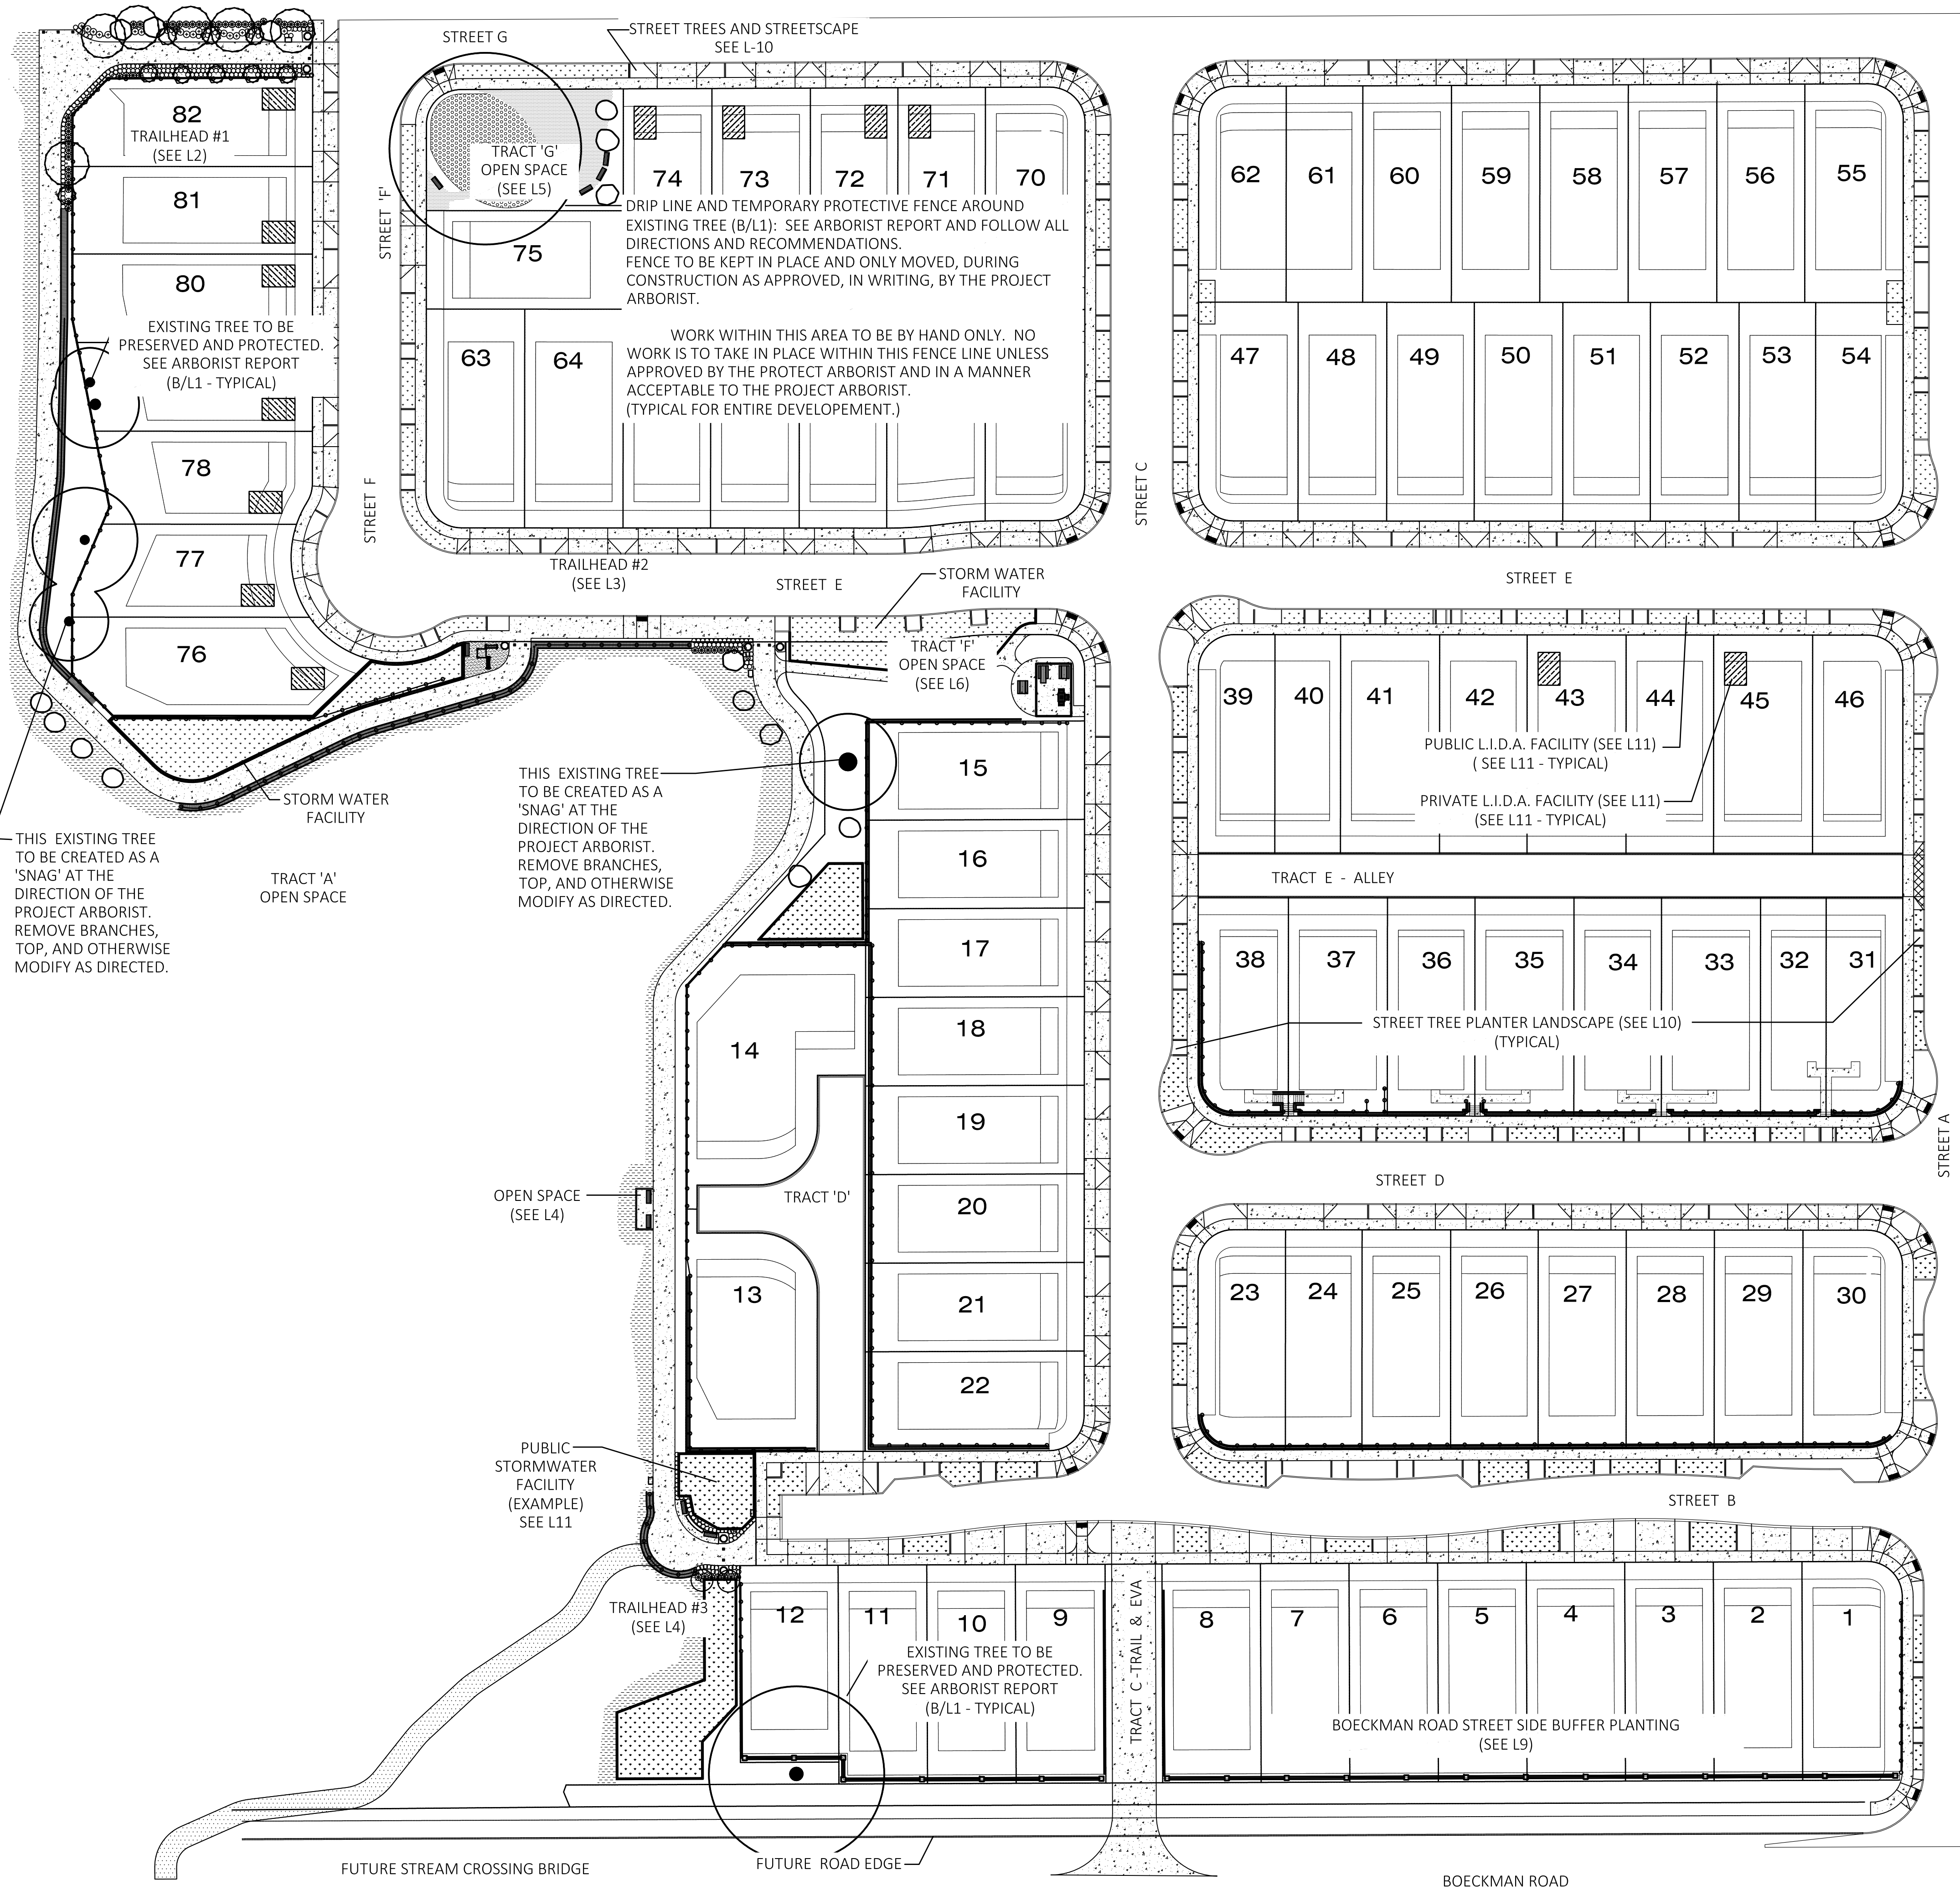 STREET G
STREET TREES AND STREETSCAPE
SEE L-10
82
TRAILHEAD #1
(SEE L2)
81
80
EXISTING TREE TO BE
PRESERVED AND PROTECTED.
SEE ARBORIST REPORT
(B/L1 - TYPICAL)
78
77
76
STREET 'F'
STREET F
TRACT 'G'
OPEN SPACE
(SEE L5)
74
73
72
71
70
75
DRIP LINE AND TEMPORARY PROTECTIVE FENCE AROUND
EXISTING TREE (B/L1): SEE ARBORIST REPORT AND FOLLOW ALL
DIRECTIONS AND RECOMMENDATIONS.
FENCE TO BE KEPT IN PLACE AND ONLY MOVED, DURING
CONSTRUCTION AS APPROVED, IN WRITING, BY THE PROJECT
ARBORIST.
WORK WITHIN THIS AREA TO BE BY HAND ONLY. NO
WORK IS TO TAKE IN PLACE WITHIN THIS FENCE LINE UNLESS
APPROVED BY THE PROTECT ARBORIST AND IN A MANNER
ACCEPTABLE TO THE PROJECT ARBORIST.
(TYPICAL FOR ENTIRE DEVELOPEMENT.)
63
64
STREET C
62
61
60
59
58
57
56
55
47
48
49
50
51
52
53
54
TRAILHEAD #2
(SEE L3)
STREET E
STORM WATER
FACILITY
STREET E
TRACT 'F'
OPEN SPACE
(SEE L6)
39
40
41
42
43
44
45
46
PUBLIC L.I.D.A. FACILITY (SEE L11)
( SEE L11 - TYPICAL)
PRIVATE L.I.D.A. FACILITY (SEE L11)
(SEE L11 - TYPICAL)
TRACT E - ALLEY
STORM WATER
FACILITY
THIS EXISTING TREE
TO BE CREATED AS A
'SNAG' AT THE
DIRECTION OF THE
PROJECT ARBORIST.
REMOVE BRANCHES,
TOP, AND OTHERWISE
MODIFY AS DIRECTED.
TRACT 'A'
OPEN SPACE
THIS EXISTING TREE
TO BE CREATED AS A
'SNAG' AT THE
DIRECTION OF THE
PROJECT ARBORIST.
REMOVE BRANCHES,
TOP, AND OTHERWISE
MODIFY AS DIRECTED.
15
16
17
18
19
20
21
22
14
TRACT 'D'
13
38
37
36
35
34
33
32
31
STREET TREE PLANTER LANDSCAPE (SEE L10)
(TYPICAL)
STREET A
STREET D
OPEN SPACE
(SEE L4)
23
24
25
26
27
28
29
30
PUBLIC
STORMWATER
FACILITY
(EXAMPLE)
SEE L11
STREET B
TRAILHEAD #3
(SEE L4)
12
11
10
9
EXISTING TREE TO BE
PRESERVED AND PROTECTED.
SEE ARBORIST REPORT
(B/L1 - TYPICAL)
TRACT C -TRAIL & EVA
8
7
6
5
4
3
2
1
BOECKMAN ROAD STREET SIDE BUFFER PLANTING
(SEE L9)
FUTURE STREAM CROSSING BRIDGE
FUTURE ROAD EDGE
BOECKMAN ROAD